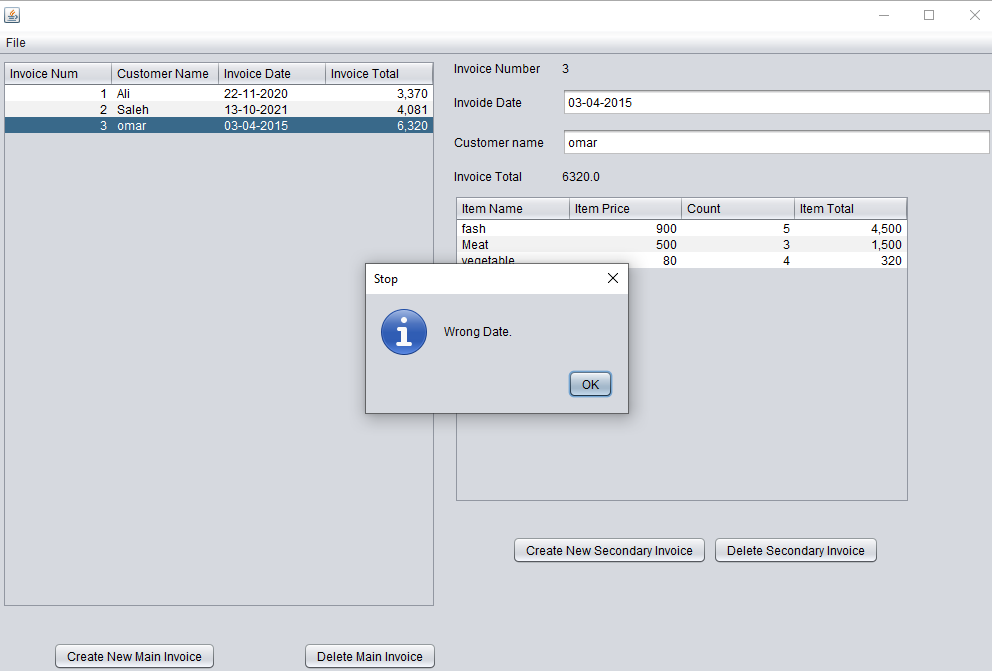 File
Invoice Num Customer Name Invoice Date Invoice Total
1 Ali 22-11-2020 3,370
2 Saleh 13-10-2021 4,081
3 omar 03-04-2015 6,320
Invoice Number 3
Invoide Date 03-04-2015
Customer name omar
Invoice Total 6320.0
Item Name Item Price Count Item Total
fash 900 5 4,500
Meat 500 3 1,500
vegetable 80 4 320
Stop
Wrong Date.
OK
Create New Secondary Invoice Delete Secondary Invoice
Create New Main Invoice Delete Main Invoice